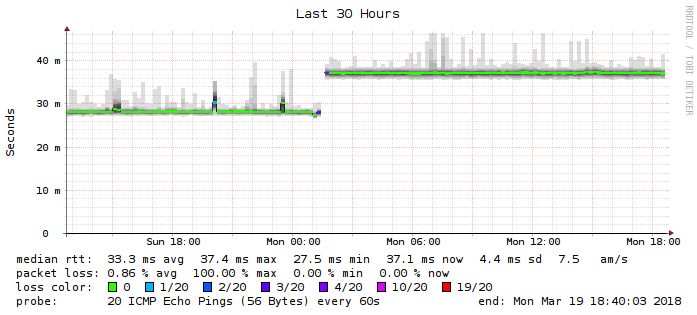 Last 30 Hours
RRDTOOL / TOBI OETIKER
Seconds
40 m
30 m
20 m
10 m
0
Sun 18:00 Mon 00:00 Mon 06:00 Mon 12:00 Mon 18:00
median rtt: 33.3 ms avg 37.4 ms max 27.5 ms min 37.1 ms now 4.4 ms sd 7.5 am/s
packet loss: 0.86 % avg 100.00 % max 0.00 % min 0.00 % now
loss color: 0 1/20 2/20 3/20 4/20 10/20 19/20
probe: 20 ICMP Echo Pings (56 Bytes) every 60s end: Mon Mar 19 18:40:03 2018